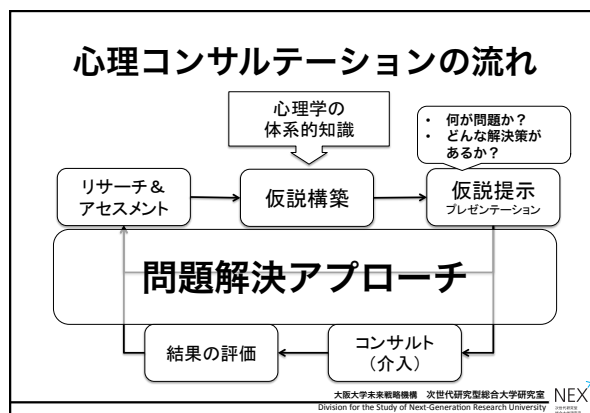 心理コンサルテーションの流れ
心理学の
体系的知識
• 何が問題か？
• どんな解決策が
あるか？
リサーチ＆
アセスメント
仮説構築
仮説提示
プレゼンテーション
問題解決アプローチ
結果の評価
コンサルト
（介入）
大阪大学未来戦略機構　次世代研究型総合大学研究室
Division for the Study of Next-Generation Research University
NEX
次世代研究型